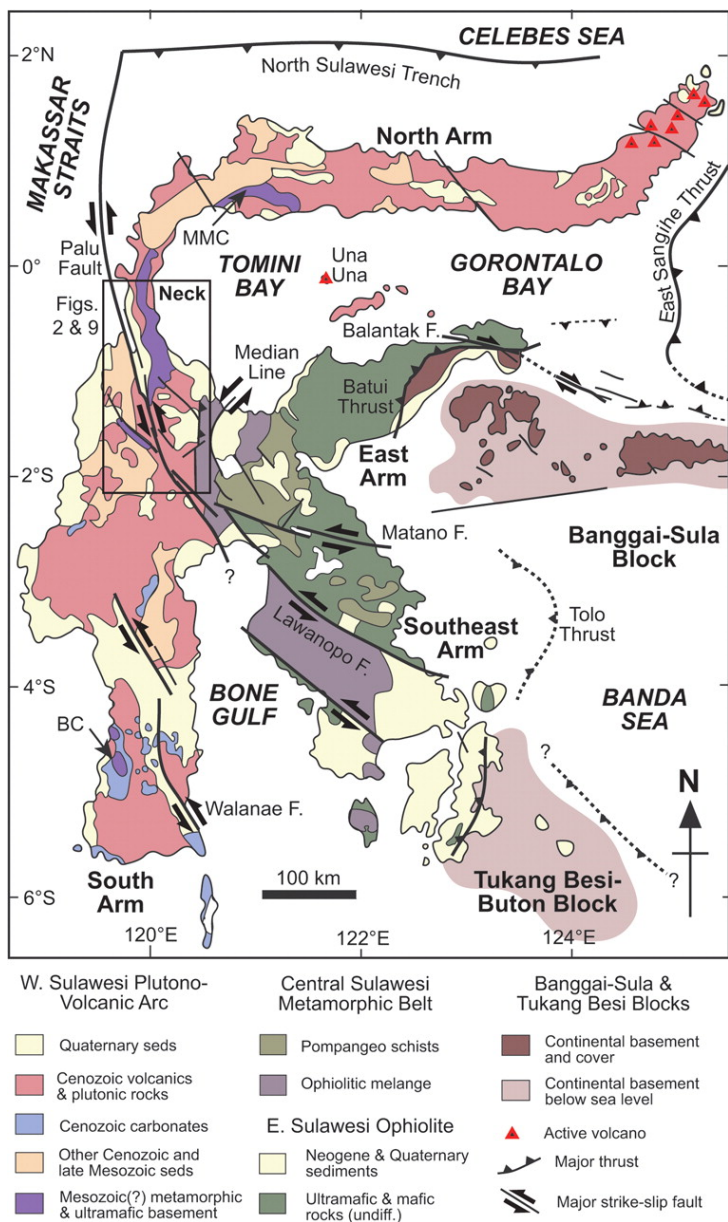 CELEBES SEA
2°N
North Sulawesi Trench
MAKASSAR
STRAITS
North Arm
East Sangihe Thrust
MMC
Palu
Fault
0°
TOMINI
BAY
Una
Una
GORONTALO
BAY
Figs.
2 & 9
Neck
Balantak F.
Median
Line
Batui
Thrust
East
Arm
2°S
Matano F.
Banggai-Sula
Block
?
Lawanopo F.
Southeast
Arm
Tolo
Thrust
4°S
BONE
GULF
BANDA
SEA
BC
?
Walanae F.
N
South
Arm
100 km
Tukang Besi-
Buton Block
?
6°S
120°E
122°E
124°E
W. Sulawesi Plutono-
Volcanic Arc
Quaternary seds
Cenozoic volcanics
& plutonic rocks
Cenozoic carbonates
Other Cenozoic and
late Mesozoic seds
Mesozoic(?) metamorphic
& ultramafic basement
Central Sulawesi
Metamorphic Belt
Pompangeo schists
Ophiolitic melange
E. Sulawesi Ophiolite
Neogene & Quaternary
sediments
Ultramafic & mafic
rocks (undiff.)
Banggai-Sula &
Tukang Besi Blocks
Continental basement
and cover
Continental basement
below sea level
Active volcano
Major thrust
Major strike-slip fault